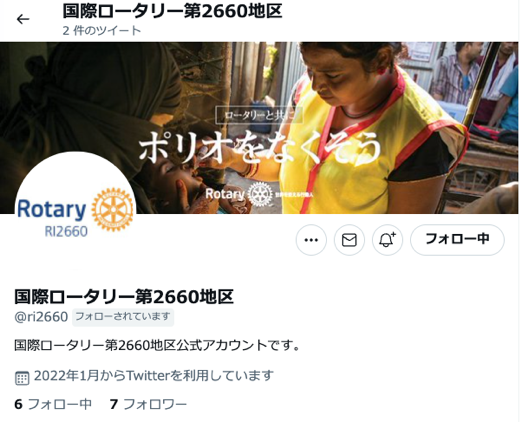 国際ロータリー第2660地区
2 件のツイート
ロータリーと共に
ポリオをなくそう
Rotary
Rotary
RI2660
フォロー中
国際ロータリー第2660地区
@ri2660 フォローされています
国際ロータリー第2660地区公式アカウントです。
2022年1月からTwitterを利用しています
6 フォロー中 7 フォロワー